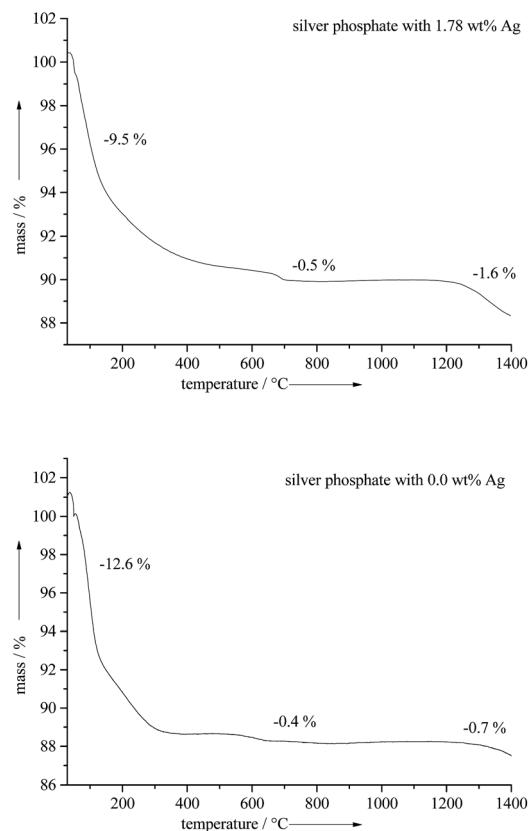 silver phosphate with 1.78 wt% Ag
102
100
98
96
94
92
90
88
-9.5 %
-0.5 %
-1.6 %
mass / %
200 400 600 800 1000 1200 1400
temperature / °C
silver phosphate with 0.0 wt% Ag
102
100
98
96
94
92
90
88
86
-12.6 %
-0.4 %
-0.7 %
mass / %
200 400 600 800 1000 1200 1400
temperature / °C